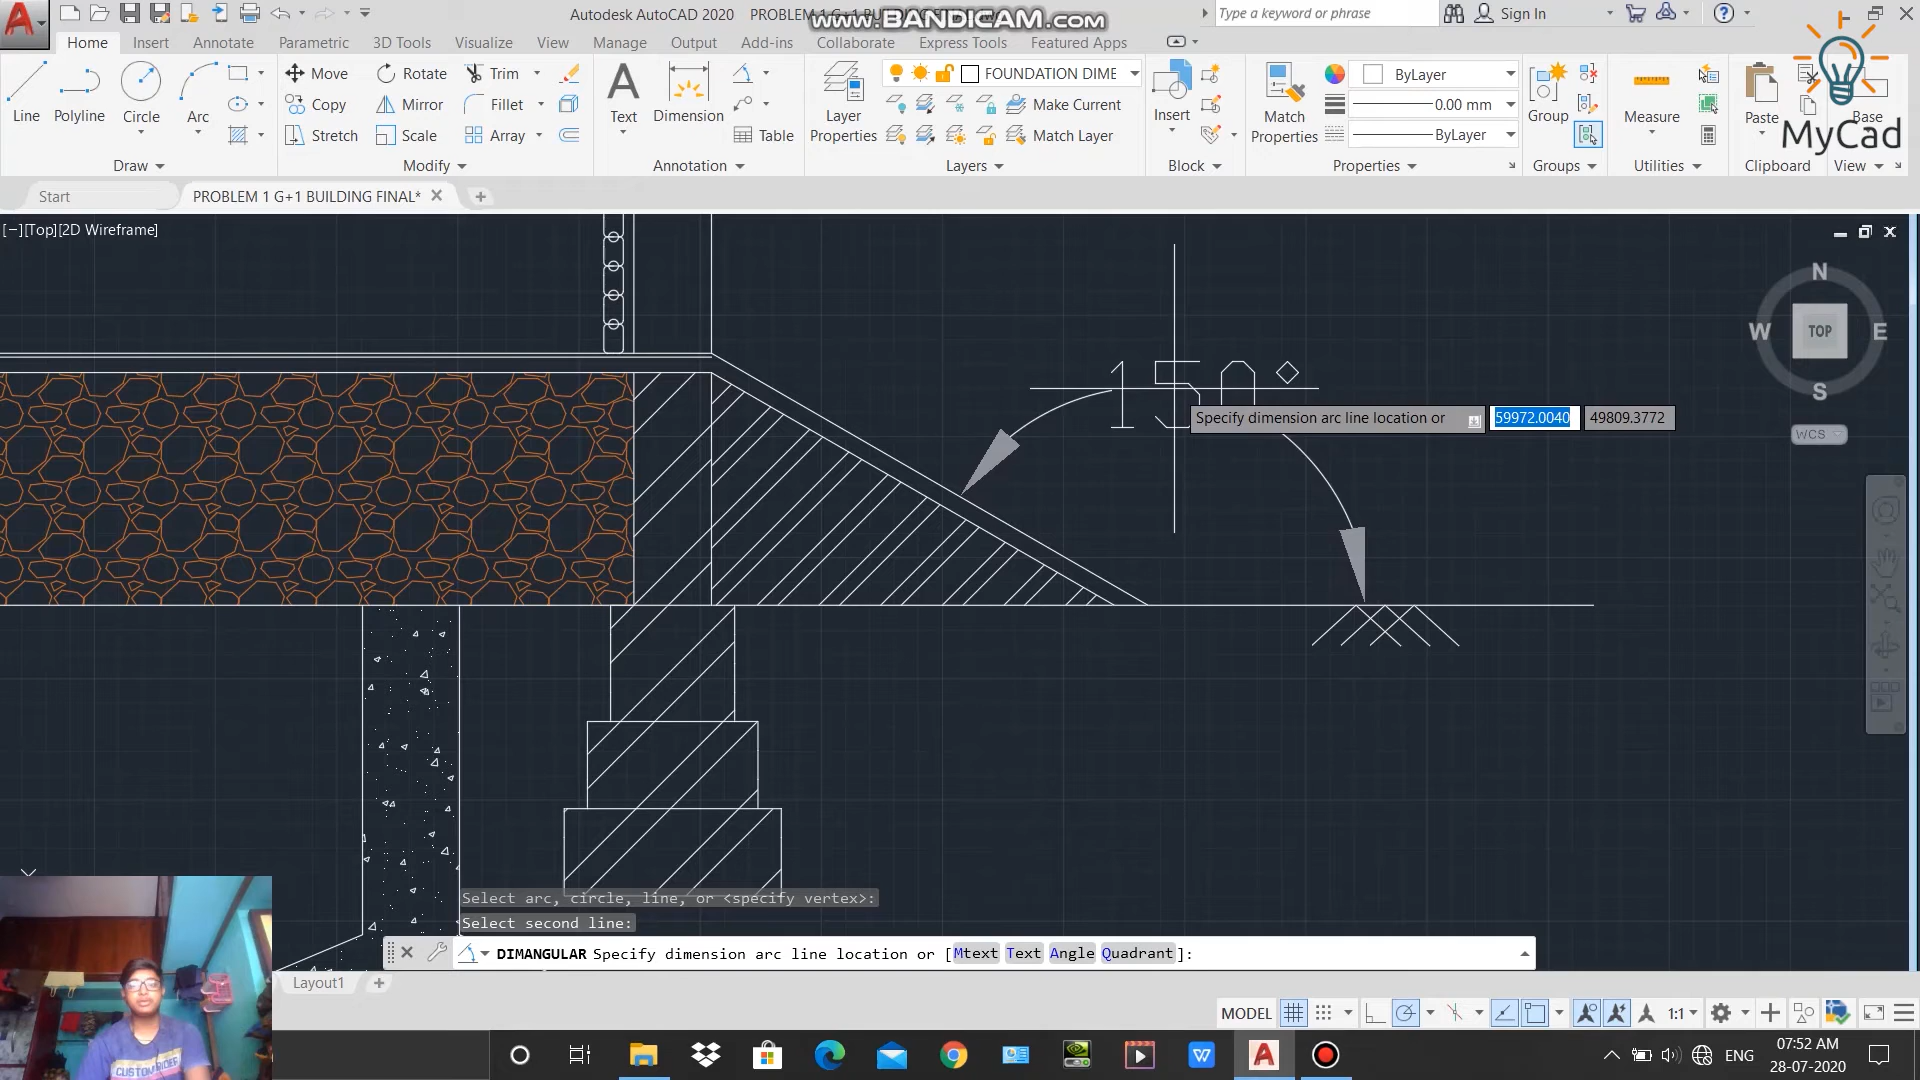 Autodesk AutoCAD 2020 PROBLEM 1 G+1 BU
www.BANDICAM.com
Type a keyword or phrase
Sign In
Home Insert Annotate Parametric 3D Tools Visualize View Manage Output Add-ins Collaborate Express Tools Featured Apps
Line Polyline Circle Arc
Move Rotate Trim
Copy Mirror Fillet
Stretch Scale Array
Text Dimension Table
Layer Properties
FOUNDATION DIME
Make Current
Match Layer
Insert
Match Properties
ByLayer
0.00 mm
ByLayer
Group
Measure
Paste
Base
MyCad
Draw Modify Annotation Layers Block Properties Groups Utilities Clipboard View
Start
PROBLEM 1 G+1 BUILDING FINAL*
[−][Top][2D Wireframe]
N
W TOP E
S
WCS
Specify dimension arc line location or 59972.0040 49809.3772
Select arc, circle, line, or <specify vertex>:
Select second line:
DIMANGULAR Specify dimension arc line location or [Mtext Text Angle Quadrant]:
Layout1
MODEL
1:1
ENG
07:52 AM
28-07-2020